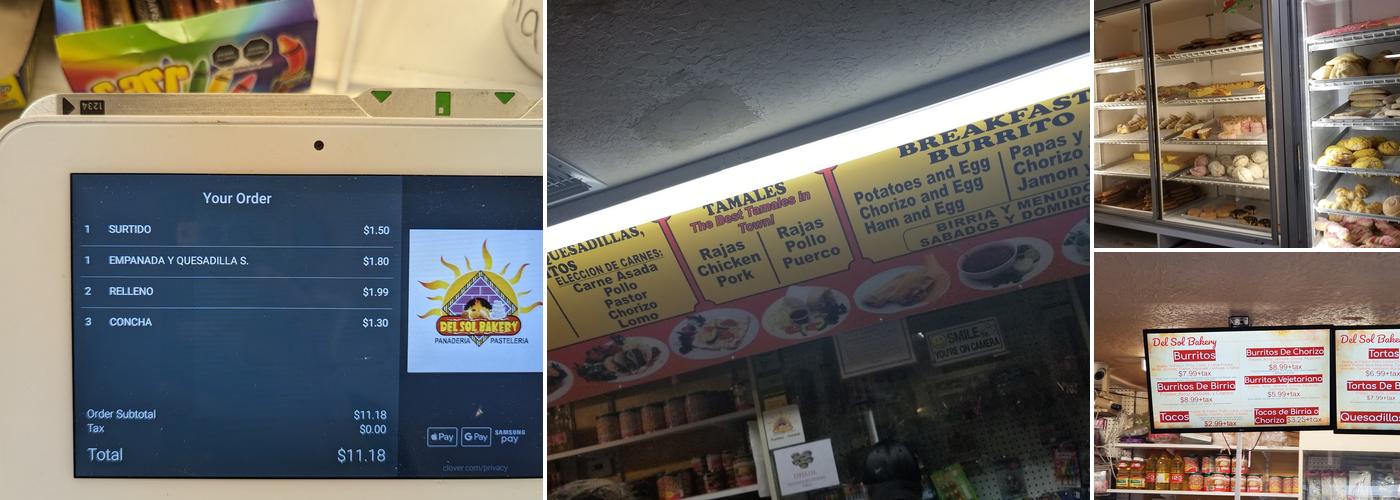 1234
Your Order
1 SURTIDO $1.50
1 EMPANADA Y QUESADILLA S. $1.80
2 RELLENO $1.99
3 CONCHA $1.30
Order Subtotal $11.18
Tax $0.00
Total $11.18
DEL SOL BAKERY
PANADERIA PASTELERIA
Pay G Pay SAMSUNG pay
clover.com/privacy
QUESADILLAS,
ELECCION DE CARNES:
Carne Asada
Pollo
Pastor
Chorizo
Lomo
TAMALES
The Best Tamales In
Town!
Rajas
Chicken
Pork
Rajas
Pollo
Puerco
BREAKFAST
BURRITO
Potatoes and Egg
Chorizo and Egg
Ham and Egg
Papas y
Chorizo
Jamon y
BIRRIA Y MENUDO
SABADOS Y DOMING
SMILE
YOU'RE ON CAMERA
Del Sol Bakery
Burritos
$7.99+tax
Burritos De Birria
$8.99+tax
Tacos
$2.99+tax
Burritos De Chorizo
$8.99+tax
Burritos Vejetariano
$5.99+tax
Tacos de Birria o
Chorizo $3.25+tax
Del Sol Bake
Tortas
Tortas De B
$7.99+tax
Quesadillas